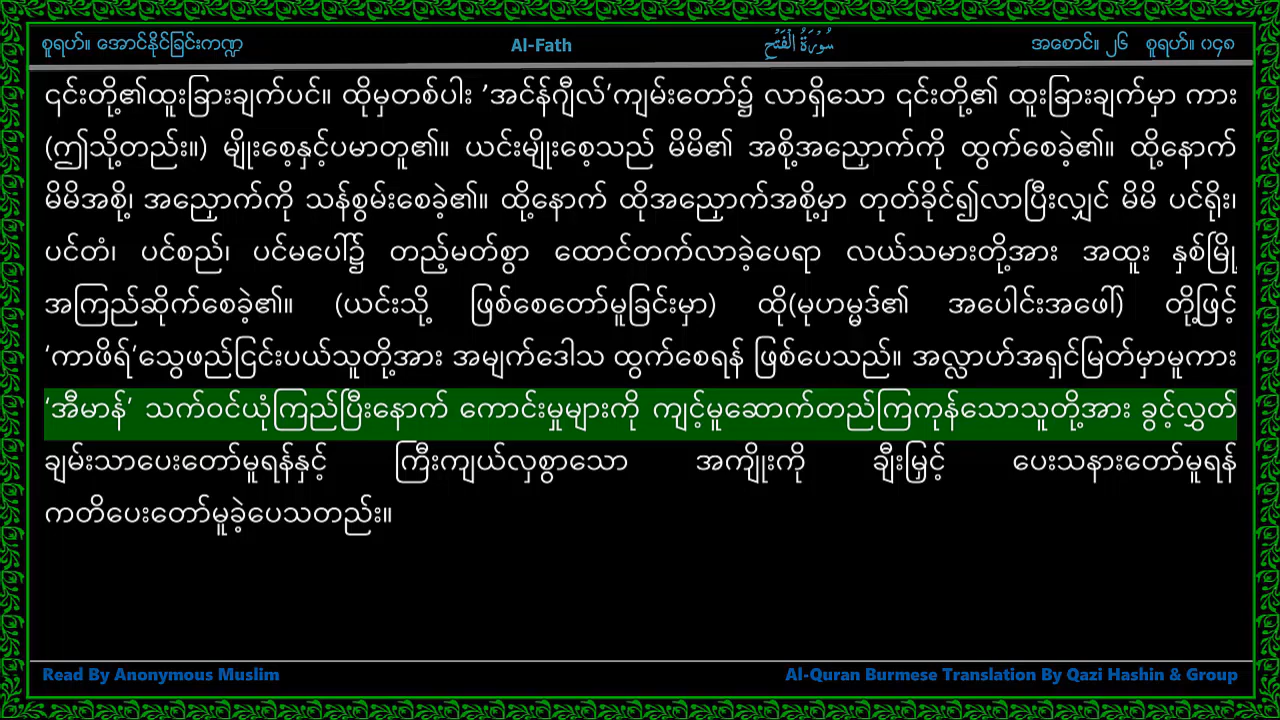 စူရဟ်။ အောင်နိုင်ခြင်းကဏ္ဍ Al-Fath سُورَةُ الْفَتْحِ အစောင်။ ၂၆ စူရဟ်။ ၀၄၈
၎င်းတို့၏ထူးခြားချက်ပင်။ ထိုမှတစ်ပါး ’အင်န်ဂျီလ်’ကျမ်းတော်၌ လာရှိသော ၎င်းတို့၏ ထူးခြားချက်မှာ ကား
(ဤသို့တည်း။) မျိုးစေ့နှင့်ပမာတူ၏။ ယင်းမျိုးစေ့သည် မိမိ၏ အစို့အညှောက်ကို ထွက်စေခဲ့၏။ ထို့နောက်
မိမိအစို့၊ အညှောက်ကို သန်စွမ်းစေခဲ့၏။ ထို့နောက် ထိုအညှောက်အစို့မှာ တုတ်ခိုင်၍လာပြီးလျှင် မိမိ ပင်ရိုး၊
ပင်တံ၊ ပင်စည်၊ ပင်မပေါ်၌ တည့်မတ်စွာ ထောင်တက်လာခဲ့ပေရာ လယ်သမားတို့အား အထူး နှစ်မြို့
အကြည်ဆိုက်စေခဲ့၏။ (ယင်းသို့ ဖြစ်စေတော်မူခြင်းမှာ) ထို(မုဟမ္မဒ်၏ အပေါင်းအဖေါ်) တို့ဖြင့်
‘ကာဖိရ်’သွေဖည်ငြင်းပယ်သူတို့အား အမျက်ဒေါသ ထွက်စေရန် ဖြစ်ပေသည်။ အလ္လာဟ်အရှင်မြတ်မှာမူကား
‘အီမာန်’ သက်ဝင်ယုံကြည်ပြီးနောက် ကောင်းမှုများကို ကျင့်မူဆောက်တည်ကြကုန်သောသူတို့အား ခွင့်လွှတ်
ချမ်းသာပေးတော်မူရန်နှင့် ကြီးကျယ်လှစွာသော အကျိုးကို ချီးမြှင့် ပေးသနားတော်မူရန်
ကတိပေးတော်မူခဲ့ပေသတည်း။
Read By Anonymous Muslim Al-Quran Burmese Translation By Qazi Hashin & Group